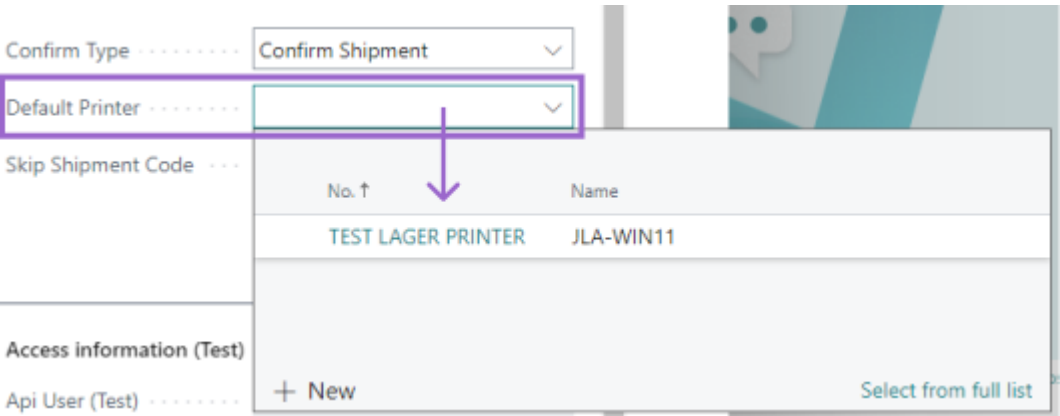 Confirm Type Confirm Shipment
Default Printer
Skip Shipment Code
No. ↑ Name
TEST LAGER PRINTER JLA-WIN11
Access information (Test)
+ New Select from full list
Api User (Test)